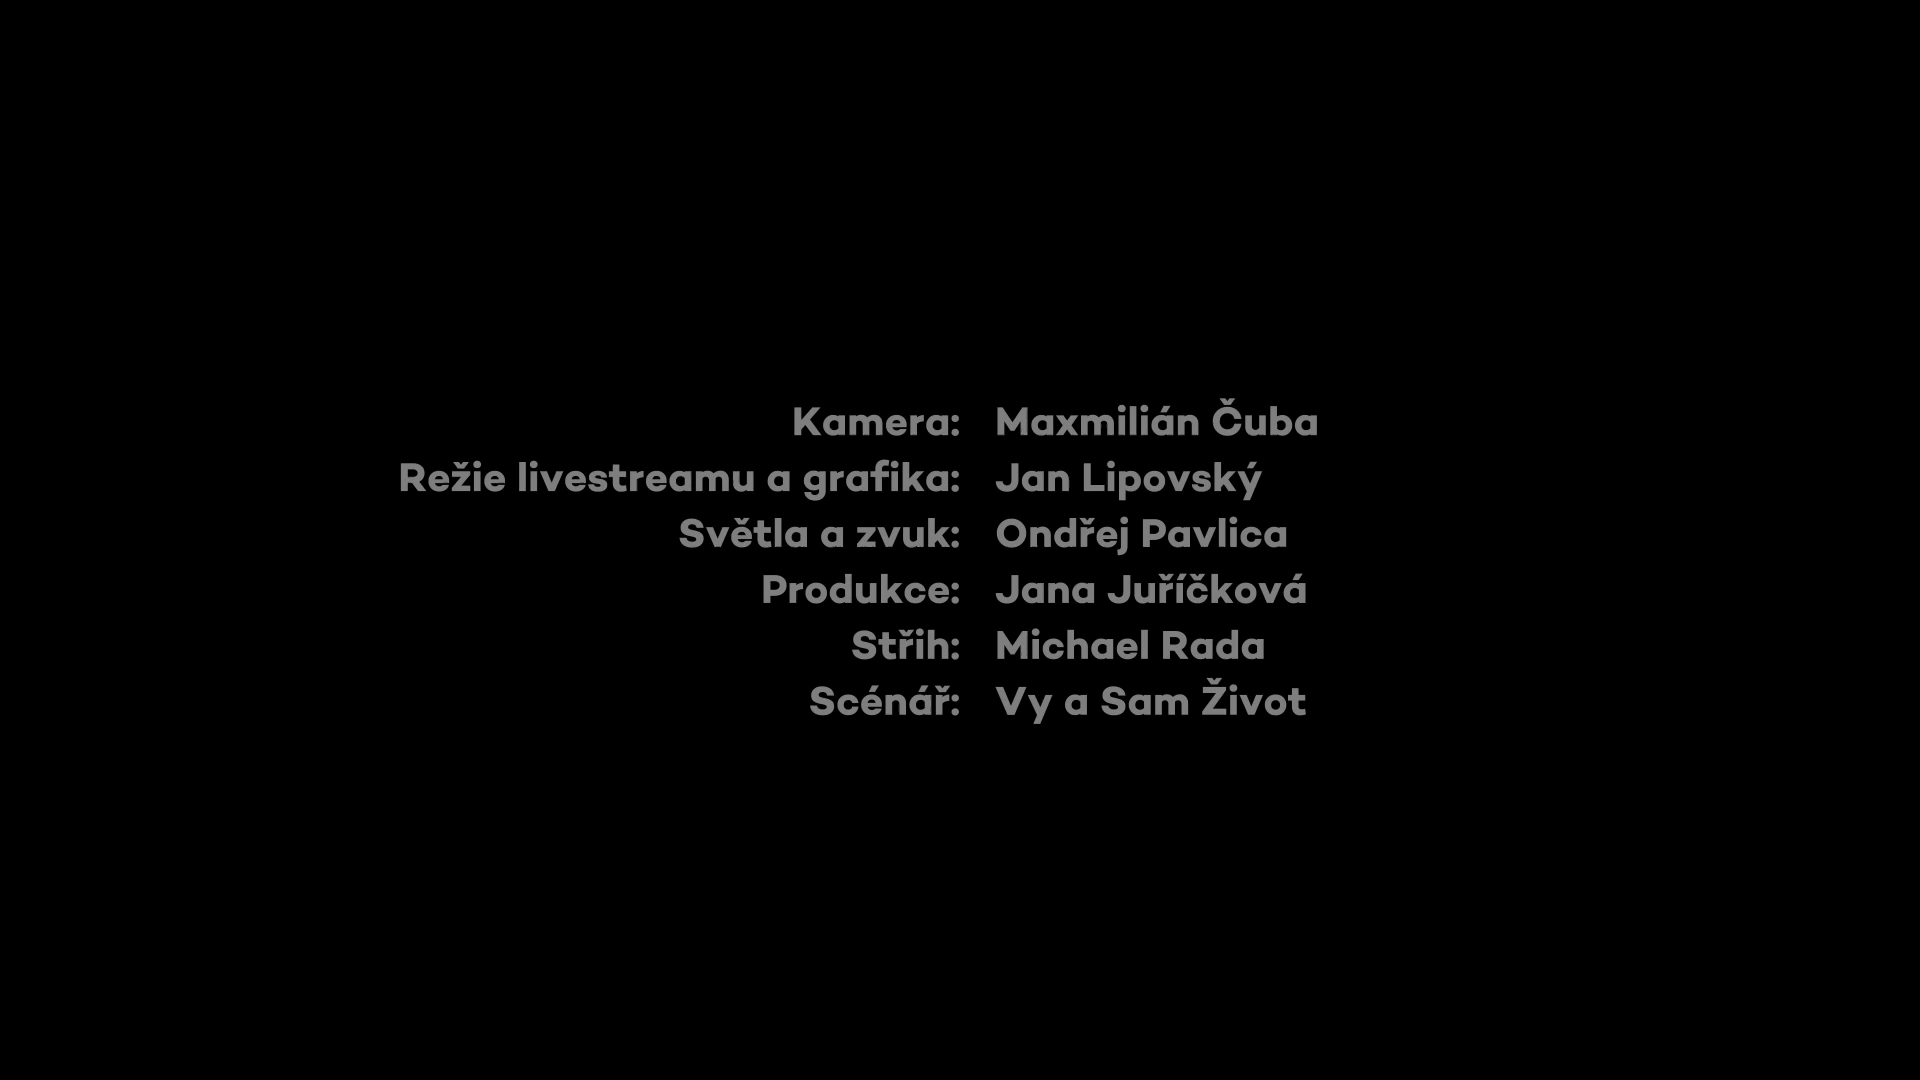 Kamera: Maxmilián Čuba
Režie livestreamu a grafika: Jan Lipovský
Světla a zvuk: Ondřej Pavlica
Produkce: Jana Juříčková
Střih: Michael Rada
Scénář: Vy a Sam Život